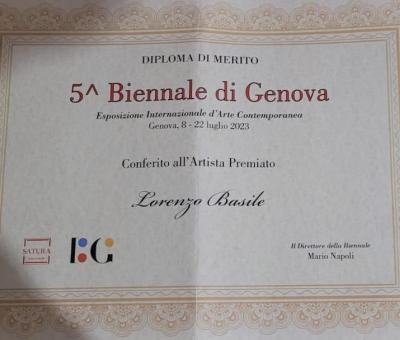 DIPLOMA DI MERITO
5^ Biennale di Genova
Esposizione Internazionale d'Arte Contemporanea
Genova, 8 - 22 luglio 2023
Conferito all'Artista Premiato
Lorenzo Basile
SATURA
BG
Il Direttore della Biennale
Mario Napoli